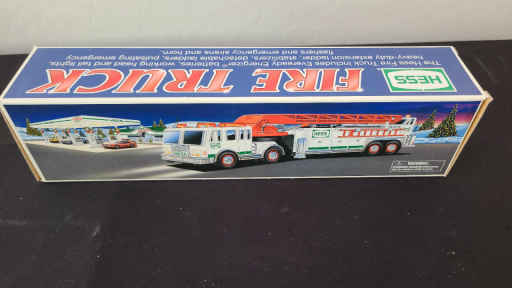 HESS
FIRE TRUCK
The Hess Fire Truck includes Eveready Energizer® batteries, working head and tail lights,
heavy-duty extension ladder, stabilizers, detachable ladders, pulsating emergency
flashers and emergency sirens and horn.
HESS